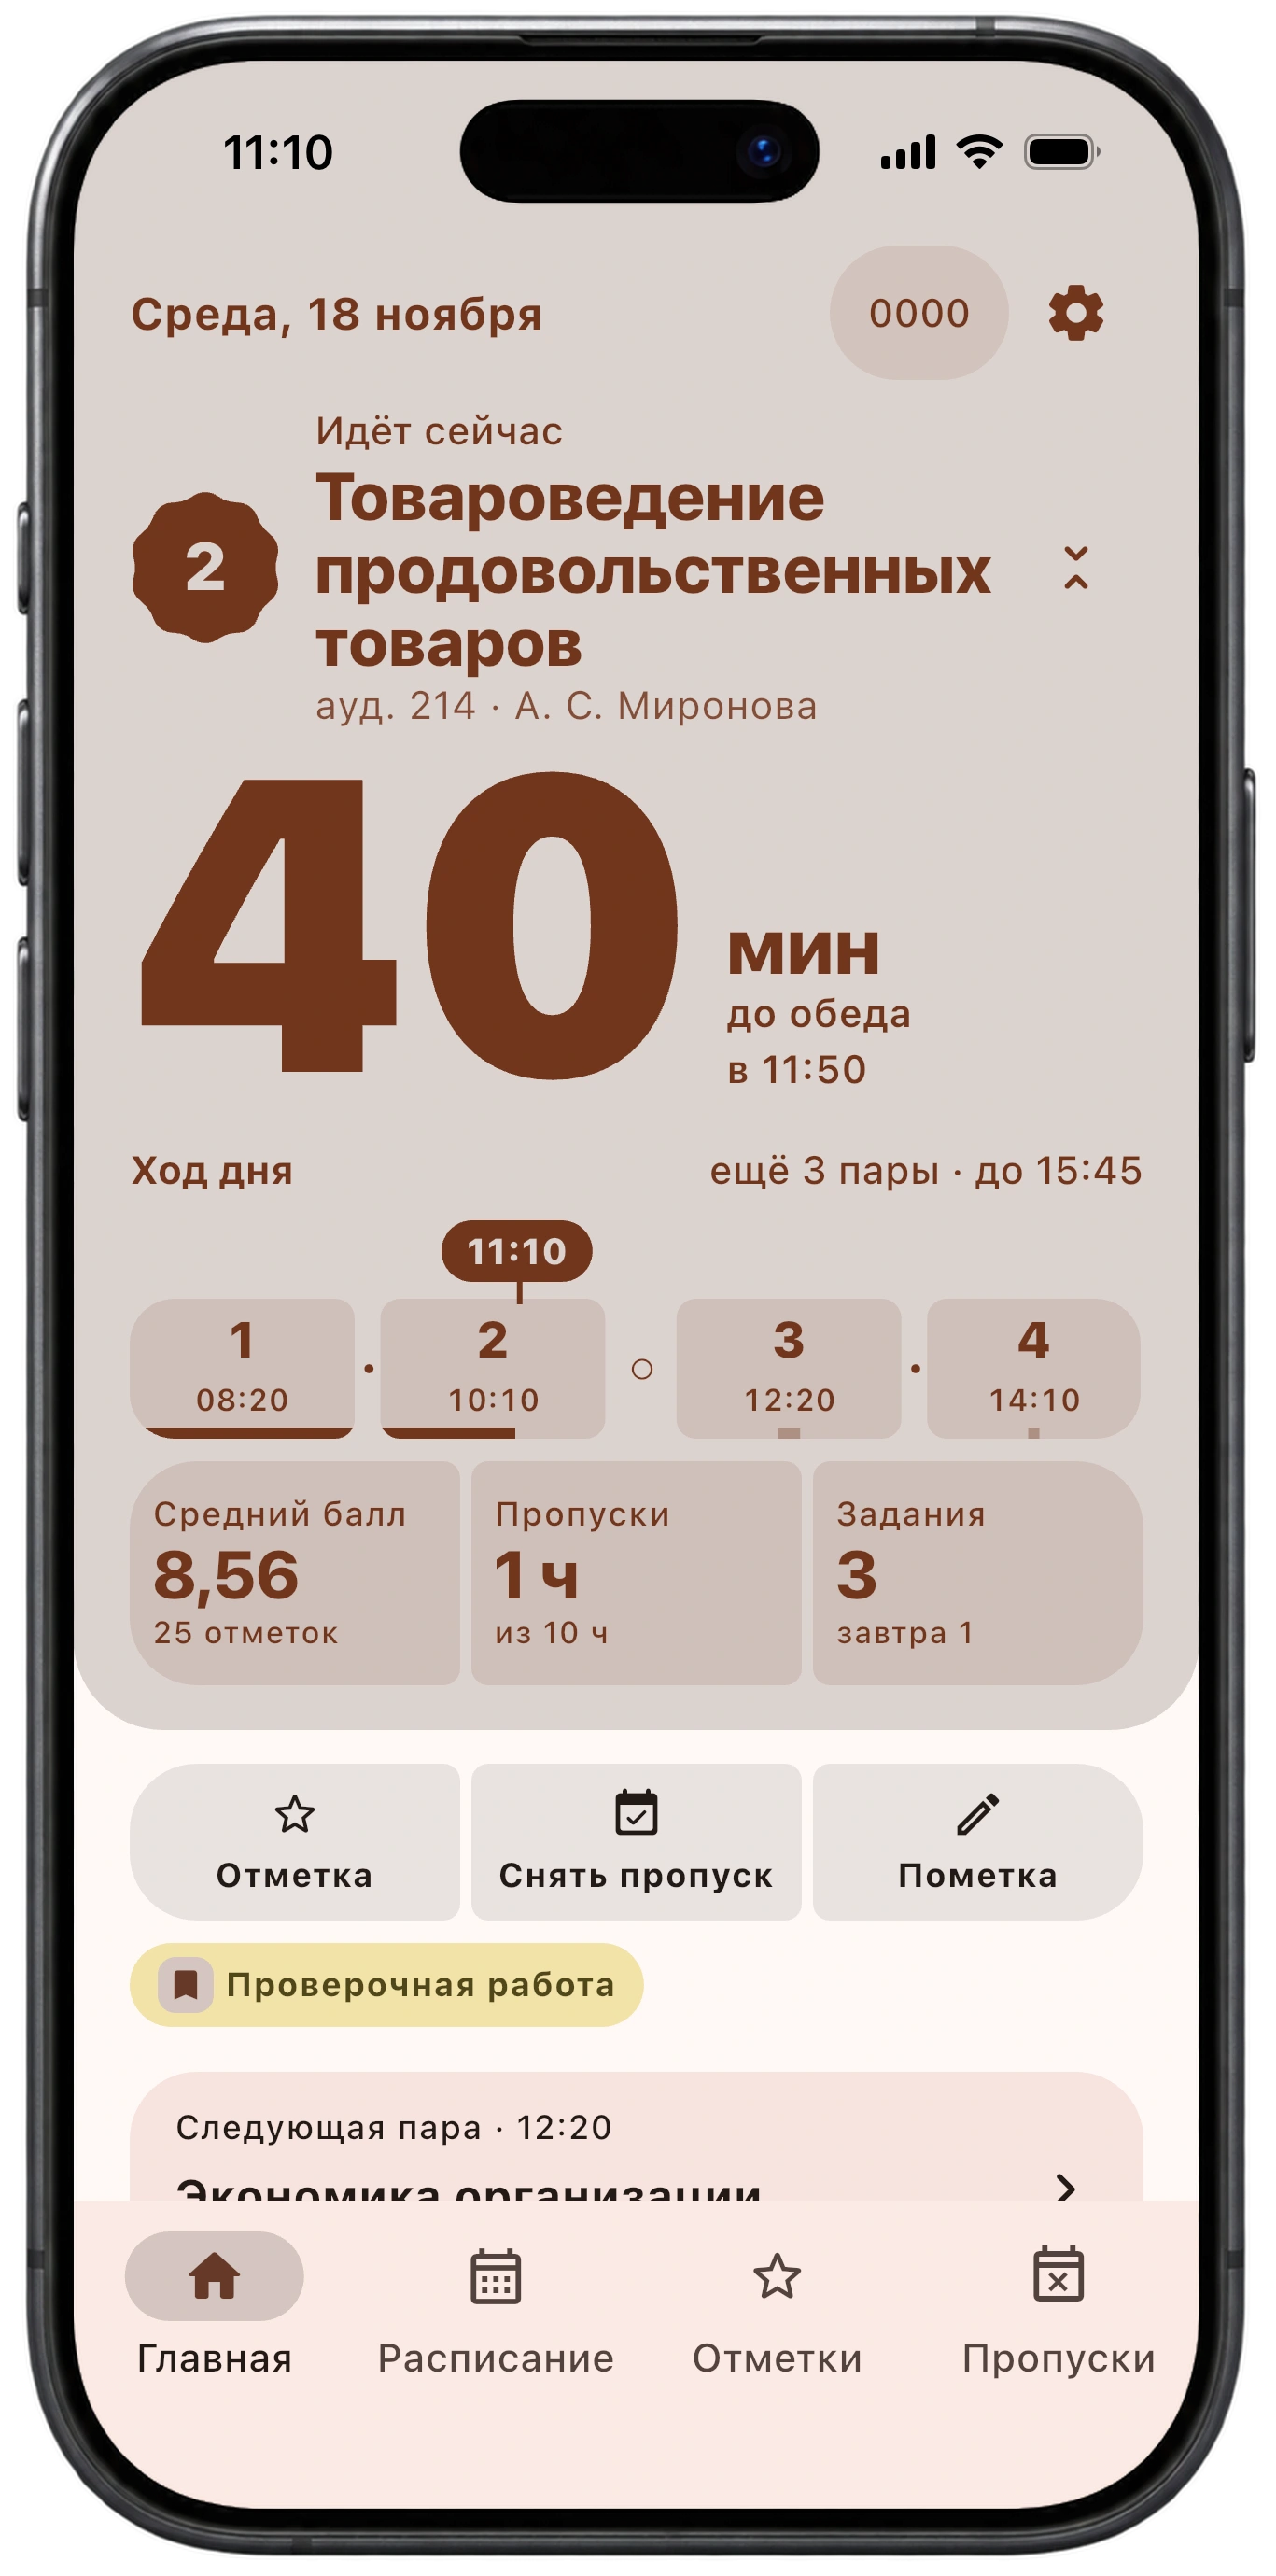 11:10
Среда, 18 ноября
0000
Идёт сейчас
2
Товароведение
продовольственных
товаров
ауд. 214 · А. С. Миронова
40
мин
до обеда
в 11:50
Ход дня
ещё 3 пары · до 15:45
11:10
1
2
3
4
08:20
10:10
12:20
14:10
Средний балл
8,56
25 отметок
Пропуски
1 ч
из 10 ч
Задания
3
завтра 1
Отметка
Снять пропуск
Пометка
Проверочная работа
Следующая пара · 12:20
Экономика организации
Главная
Расписание
Отметки
Пропуски